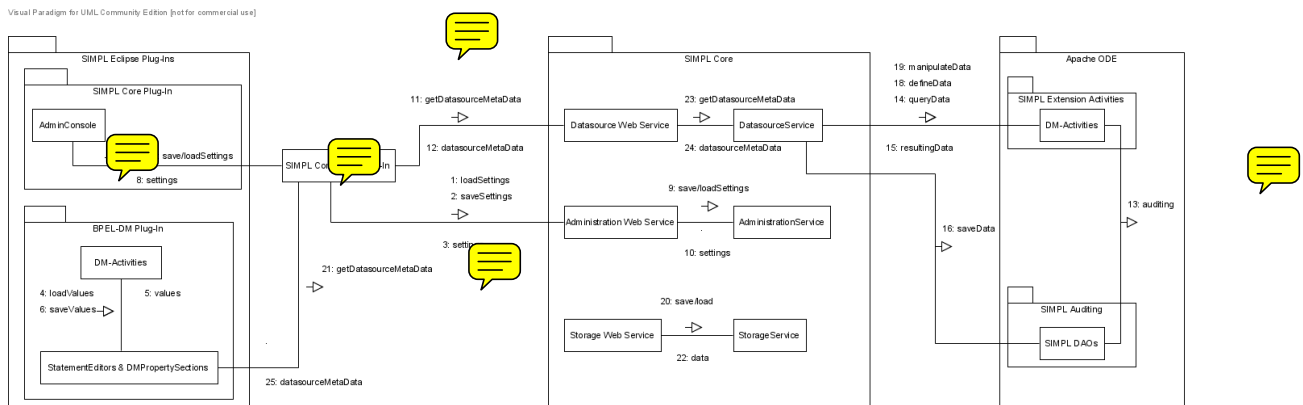 Visual Paradigm for UML Community Edition [not for commercial use]
SIMPL Eclipse Plug-Ins
SIMPL Core Plug-In
AdminConsole
save/loadSettings
8: settings
BPEL-DM Plug-In
DM-Activities
4: loadValues
5: values
6: saveValues
StatementEditors & DMPropertySections
SIMPL
11: getDatasourceMetaData
12: datasourceMetaData
1: loadSettings
2: saveSettings
3:
21: getDatasourceMetaData
25: datasourceMetaData
SIMPL Core
Datasource Web Service
23: getDatasourceMetaData
DatasourceService
24: datasourceMetaData
9: save/loadSettings
Administration Web Service
AdministrationService
10: settings
20: save/load
Storage Web Service
StorageService
22: data
19: manipulateData
18: defineData
14: queryData
15: resultingData
16: saveData
Apache ODE
SIMPL Extension Activities
DM-Activities
13: auditing
SIMPL Auditing
SIMPL DAOs